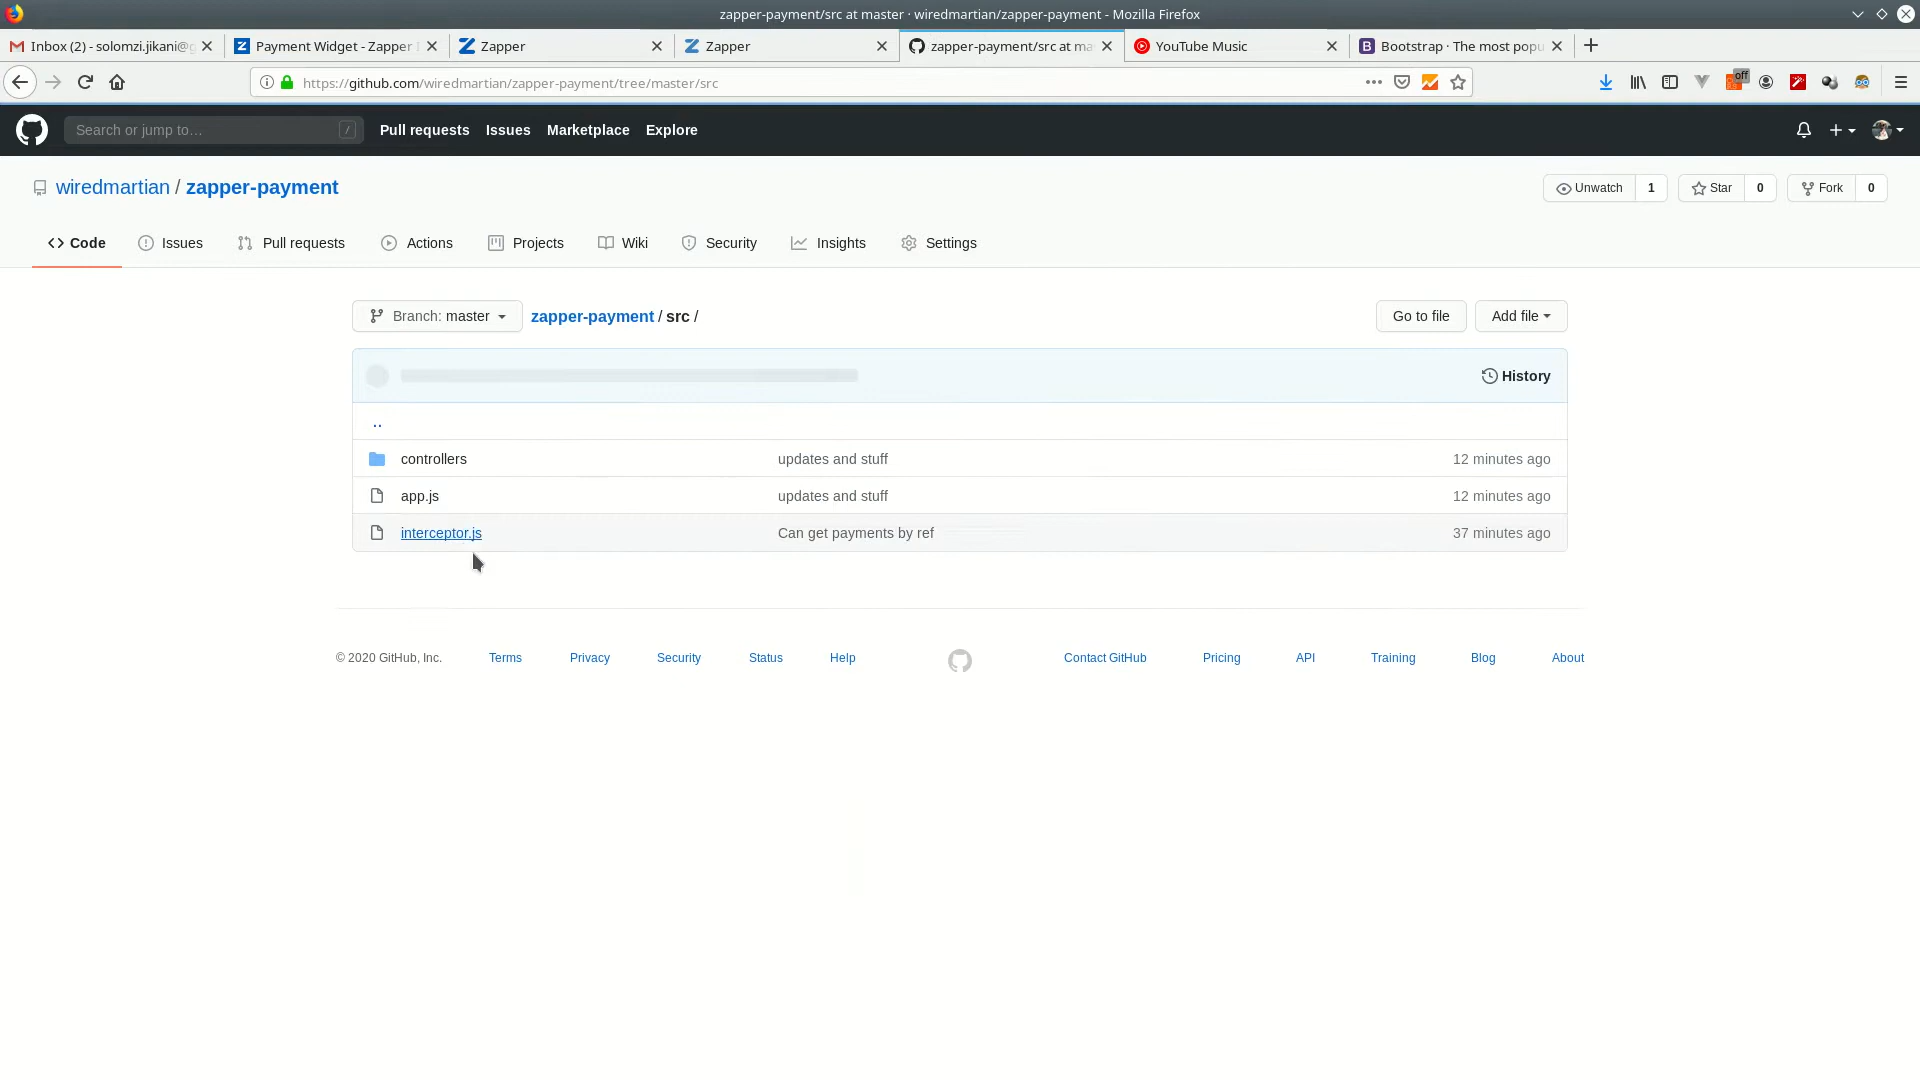 zapper-payment/src at master · wiredmartian/zapper-payment - Mozilla Firefox
Inbox (2) - solomzi.jikani@g
Payment Widget - Zapper
Zapper
Zapper
zapper-payment/src at ma
YouTube Music
Bootstrap · The most popu
https://github.com/wiredmartian/zapper-payment/tree/master/src
off
Search or jump to…
/
Pull requests
Issues
Marketplace
Explore
wiredmartian / zapper-payment
Unwatch 1
Star 0
Fork 0
Code
Issues
Pull requests
Actions
Projects
Wiki
Security
Insights
Settings
Branch: master
zapper-payment / src /
Go to file
Add file
History
..
controllers updates and stuff 12 minutes ago
app.js updates and stuff 12 minutes ago
interceptor.js Can get payments by ref 37 minutes ago
© 2020 GitHub, Inc.
Terms
Privacy
Security
Status
Help
Contact GitHub
Pricing
API
Training
Blog
About